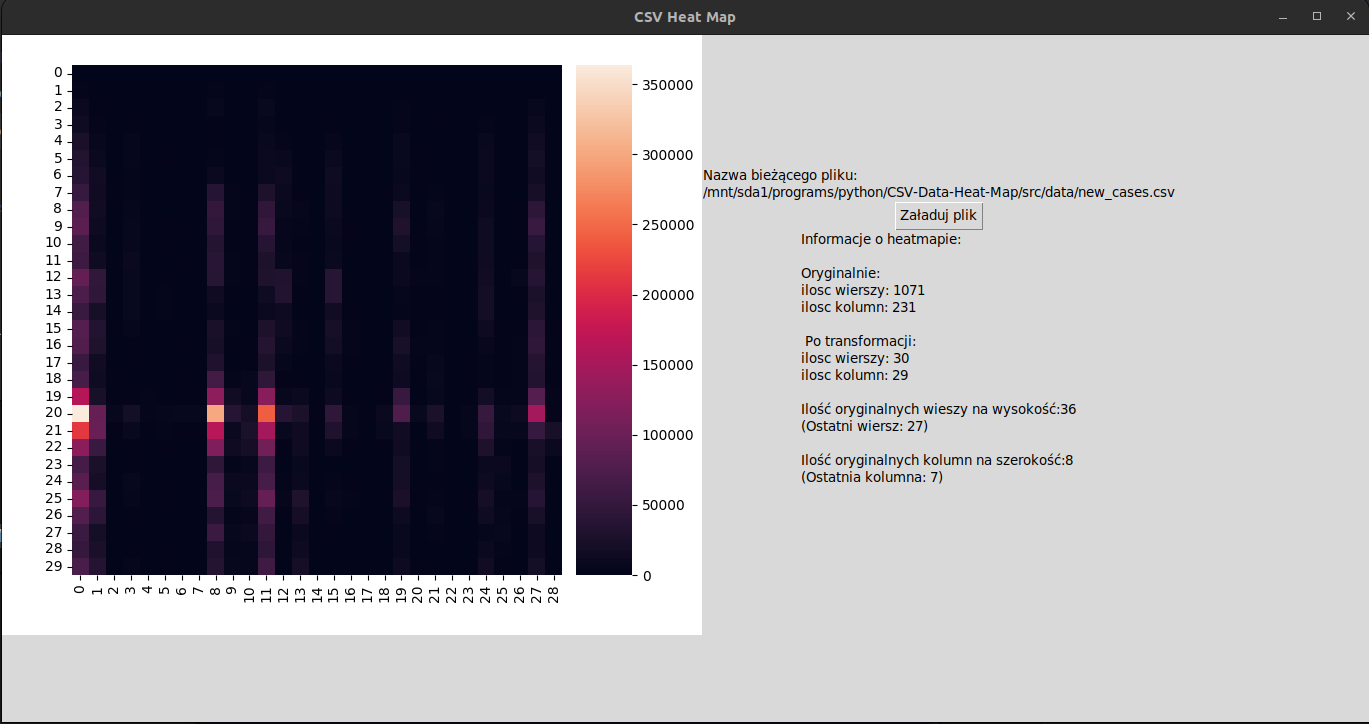 CSV Heat Map
0
1
2
3
4
5
6
7
8
9
10
11
12
13
14
15
16
17
18
19
20
21
22
23
24
25
26
27
28
29
0 1 2 3 4 5 6 7 8 9 10 11 12 13 14 15 16 17 18 19 20 21 22 23 24 25 26 27 28
350000
300000
250000
200000
150000
100000
50000
0
Nazwa bieżącego pliku:
/mnt/sda1/programs/python/CSV-Data-Heat-Map/src/data/new_cases.csv
Załaduj plik
Informacje o heatmapie:
Oryginalnie:
ilosc wierszy: 1071
ilosc kolumn: 231
Po transformacji:
ilosc wierszy: 30
ilosc kolumn: 29
Ilość oryginalnych wieszy na wysokość:36
(Ostatni wiersz: 27)
Ilość oryginalnych kolumn na szerokość:8
(Ostatnia kolumna: 7)